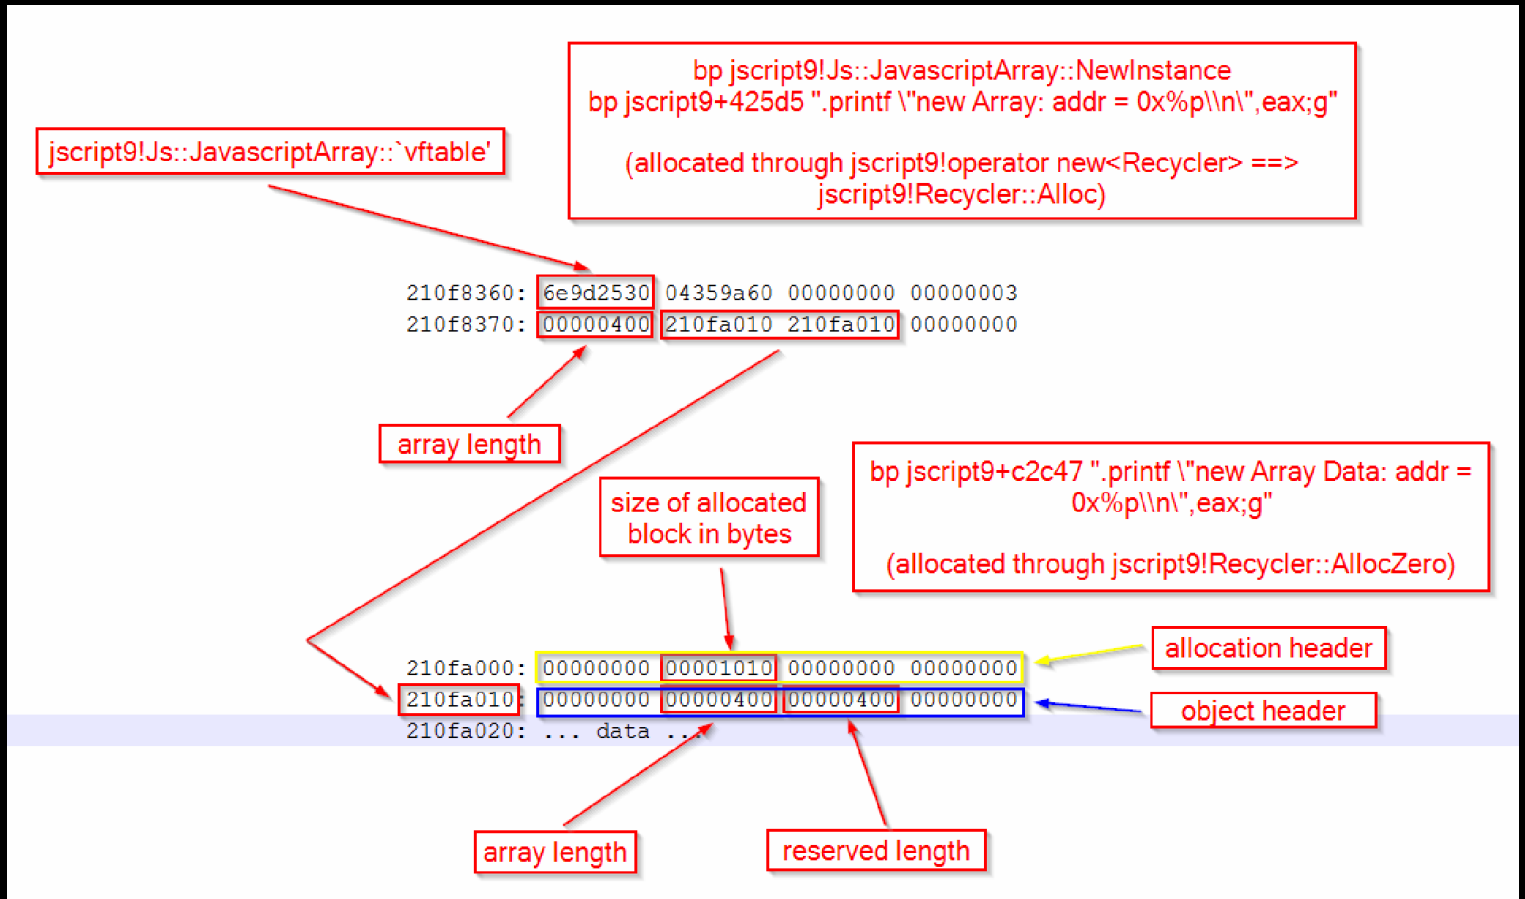 bp jscript9!Js::JavascriptArray::NewInstance
bp jscript9+425d5 ".printf \"new Array: addr = 0x%p\\n\",eax;g"
(allocated through jscript9!operator new<Recycler> ==>
jscript9!Recycler::Alloc)
jscript9!Js::JavascriptArray::`vftable'
210f8360: 6e9d2530 04359a60 00000000 00000003
210f8370: 00000400 210fa010 210fa010 00000000
array length
bp jscript9+c2c47 ".printf \"new Array Data: addr =
0x%p\\n\",eax;g"
(allocated through jscript9!Recycler::AllocZero)
size of allocated
block in bytes
allocation header
210fa000: 00000000 00001010 00000000 00000000
210fa010: 00000000 00000400 00000400 00000000
object header
210fa020: ... data ...
array length
reserved length